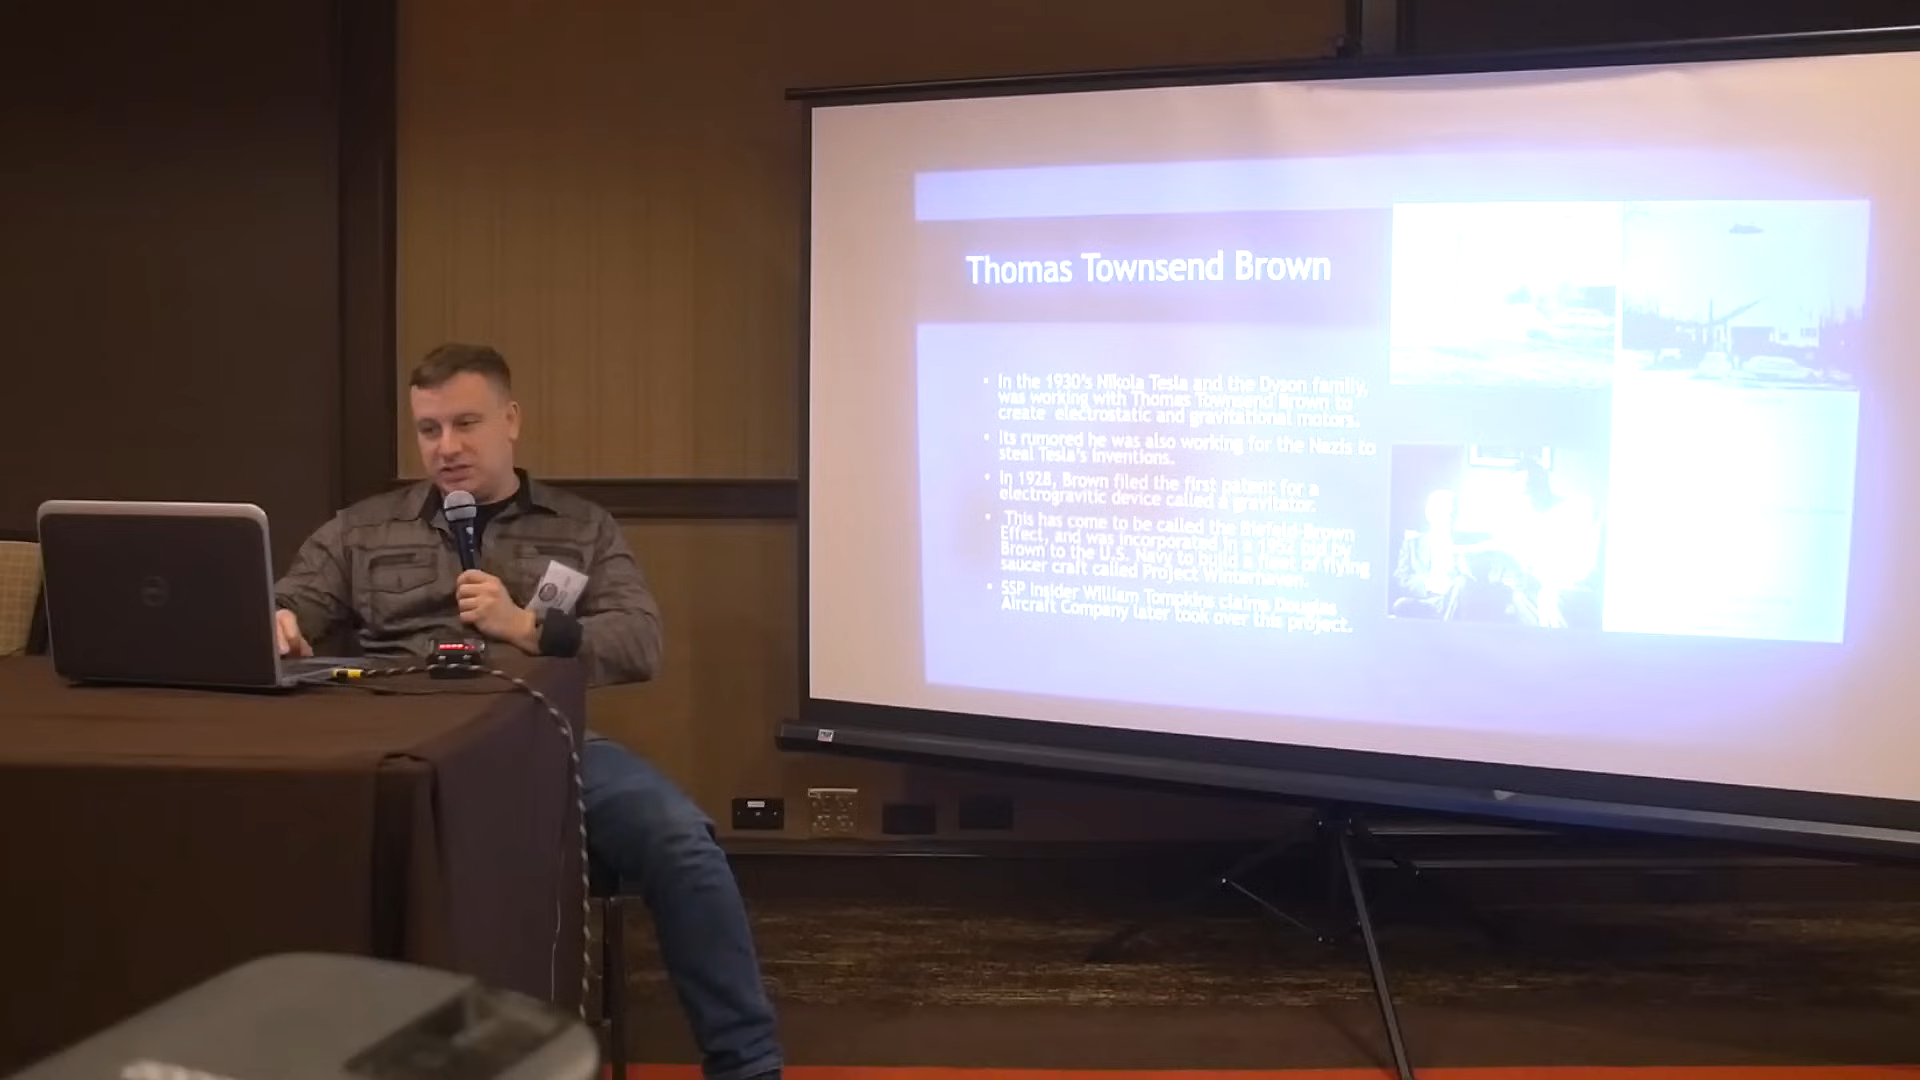 Thomas Townsend Brown
• In the 1930's Nikola Tesla and the Dyson family,
was working with Thomas Townsend Brown to
create electrostatic and gravitational motors.
• Its rumored he was also working for the Nazis to
steal Tesla's inventions.
• In 1928, Brown filed the first patent for a
electrogravitic device called a gravitator.
• This has come to be called the Biefeld-Brown
Effect, and was incorporated in a 1952 bid by
Brown to the U.S. Navy to build a fleet of flying
saucer craft called Project Winterhaven.
• SSP Insider William Tompkins claims Douglas
Aircraft Company later took over this project.